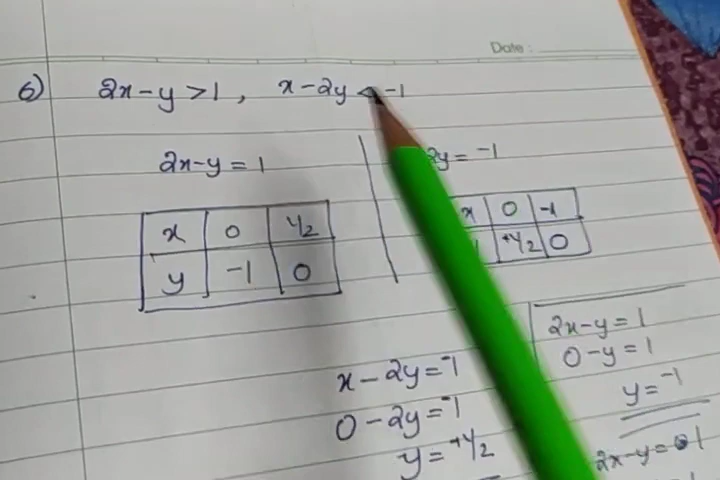 Date :
6) 2x-y>1, x-2y < -1
2x-y = 1
2y = -1
x | 0 | 1/2
y | -1 | 0
x | 0 | -1
+1/2 | 0
2x-y = 1
0-y = 1
y = -1
x - 2y = -1
0 - 2y = -1
y = +1/2